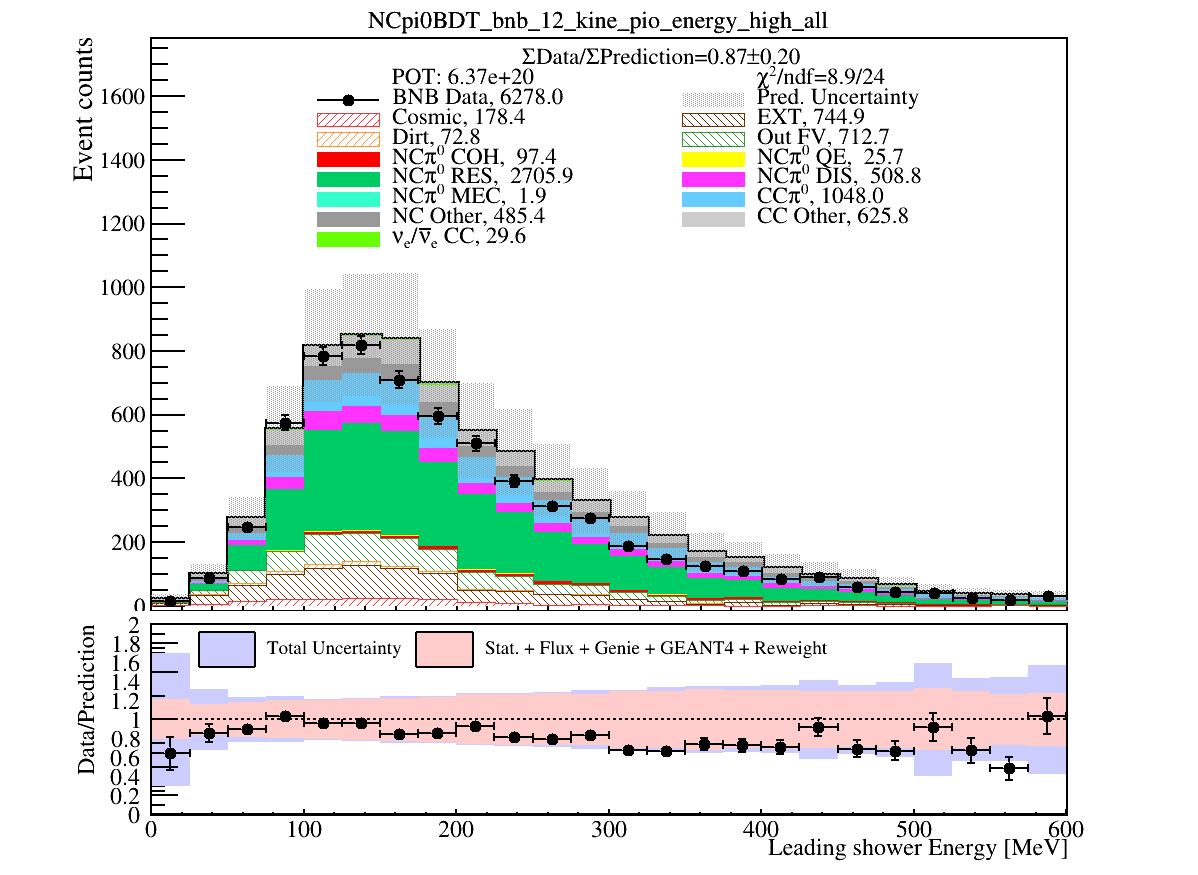 NCpi0BDT_bnb_12_kine_pio_energy_high_all
ΣData/ΣPrediction=0.87±0.20
POT: 6.37e+20
χ²/ndf=8.9/24
BNB Data, 6278.0
Pred. Uncertainty
Cosmic, 178.4
EXT, 744.9
Dirt, 72.8
Out FV, 712.7
NCπ⁰ COH, 97.4
NCπ⁰ QE, 25.7
NCπ⁰ RES, 2705.9
NCπ⁰ DIS, 508.8
NCπ⁰ MEC, 1.9
CCπ⁰, 1048.0
NC Other, 485.4
CC Other, 625.8
νₑ/ν̅ₑ CC, 29.6
Event counts
1600
1400
1200
1000
800
600
400
200
0
Total Uncertainty
Stat. + Flux + Genie + GEANT4 + Reweight
Data/Prediction
2
1.8
1.6
1.4
1.2
1
0.8
0.6
0.4
0.2
0
0 100 200 300 400 500 600
Leading shower Energy [MeV]